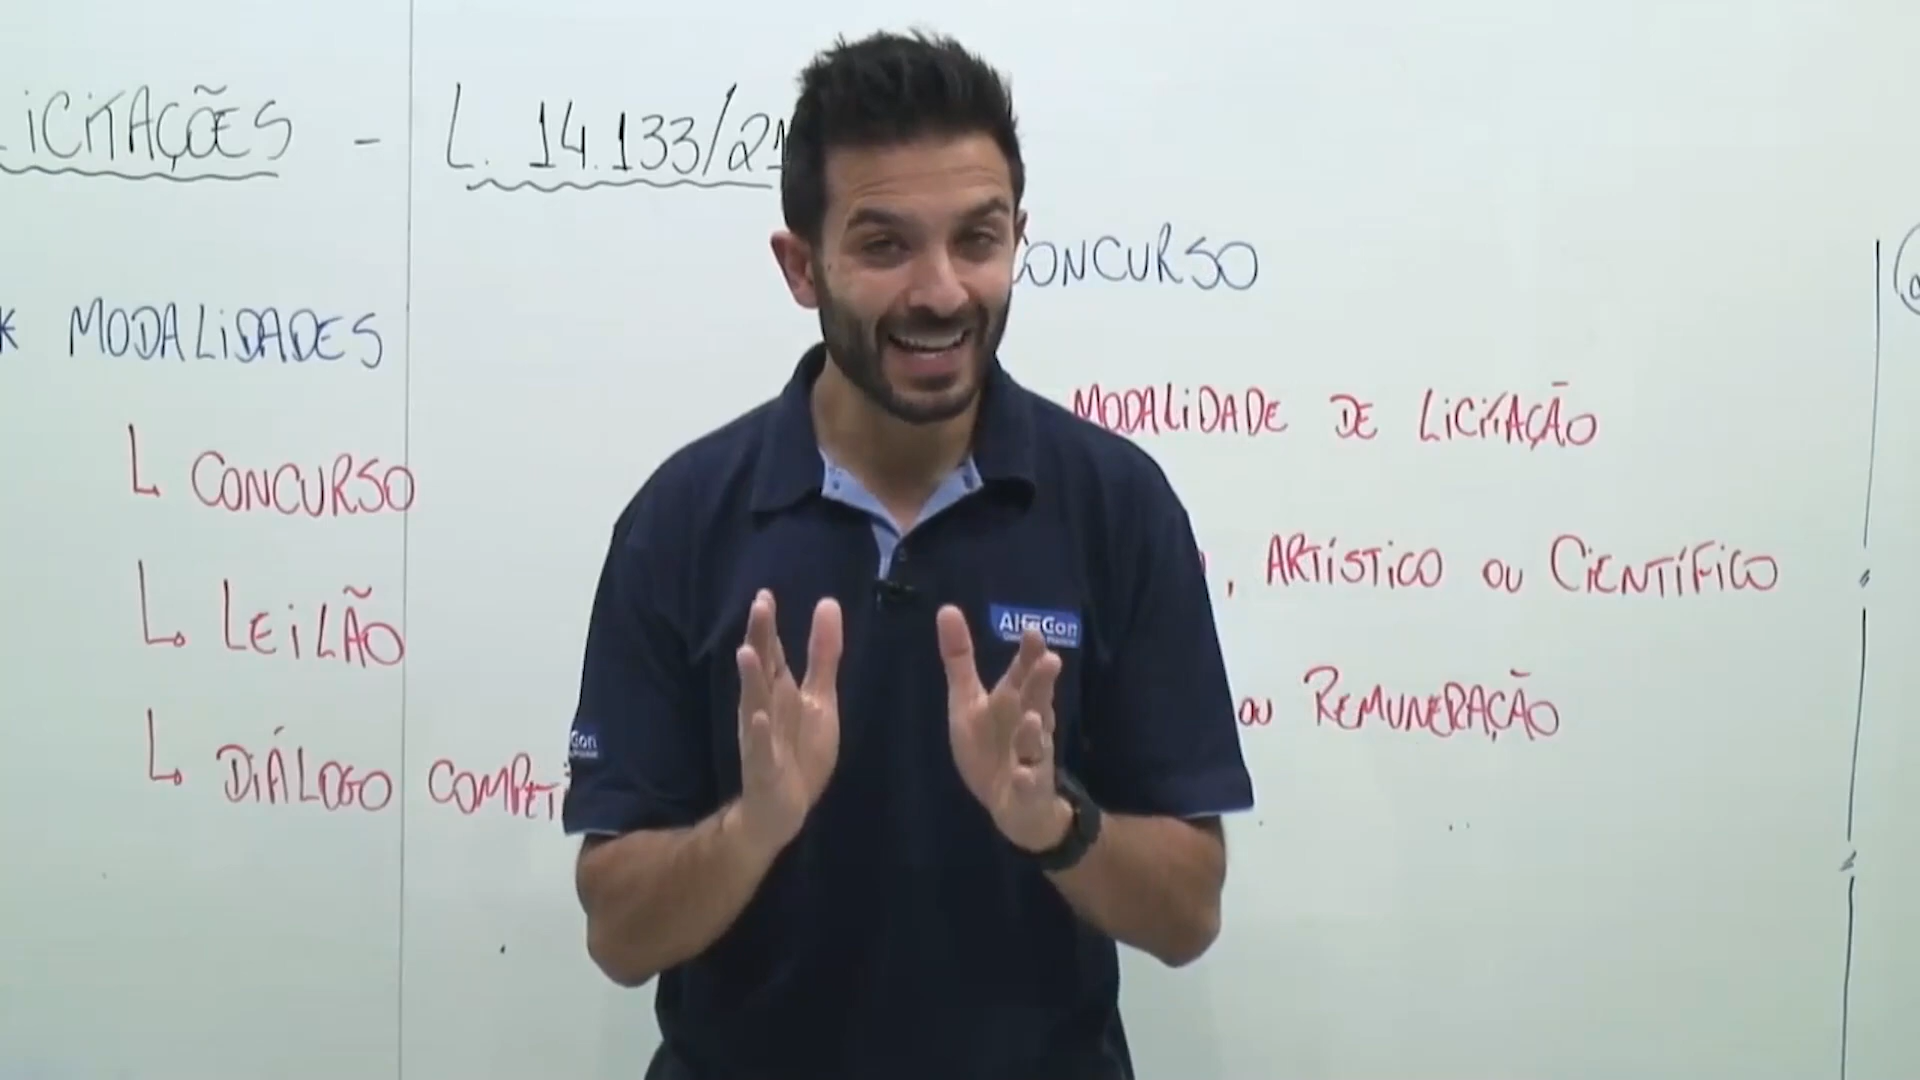 LICITAÇÕES - L. 14.133/21
* MODALIDADES
CONCURSO
LEILÃO
DIÁLOGO
CONCURSO
MODALIDADE DE LICITAÇÃO
, ARTÍSTICO OU CIENTÍFICO
OU REMUNERAÇÃO
AlfaCon